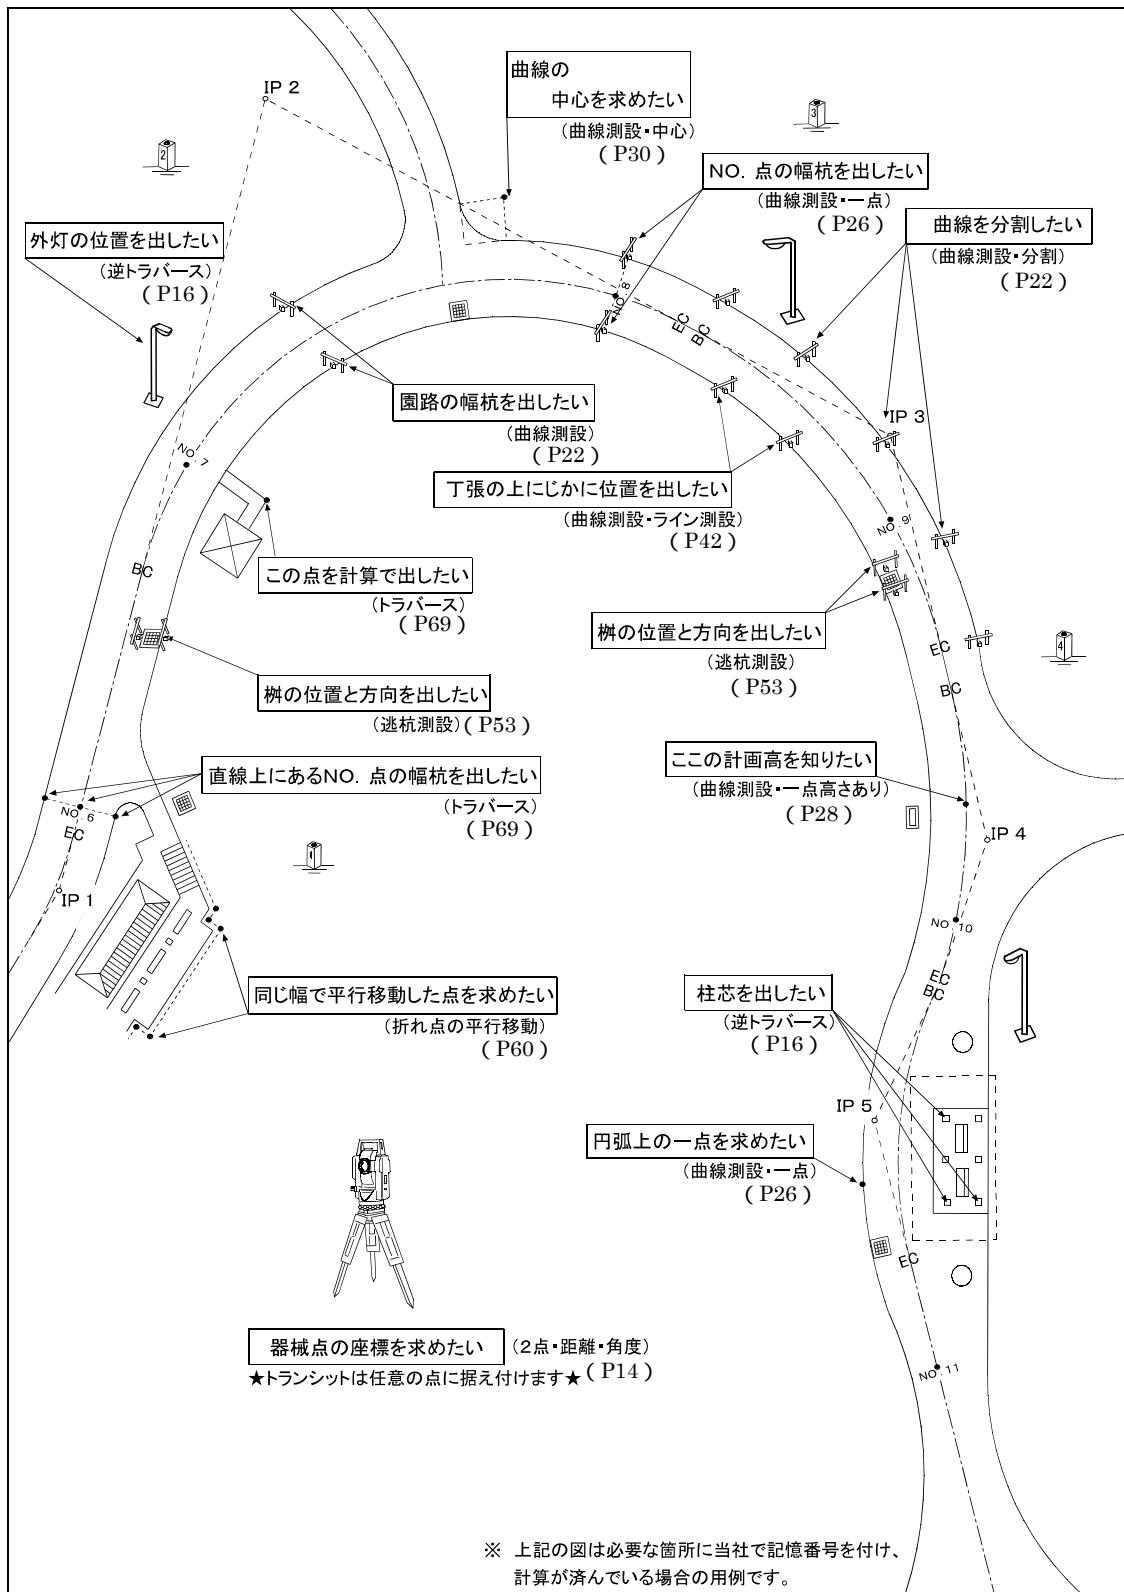 IP 2
曲線の
中心を求めたい
(曲線測設・中心)
(P30)
3
2
NO. 点の幅杭を出したい
(曲線測設・一点)
(P26)
外灯の位置を出したい
(逆トラバース)
(P16)
曲線を分割したい
(曲線測設・分割)
(P22)
NO. 8
EC
BC
園路の幅杭を出したい
(曲線測設)
(P22)
IP 3
NO. 7
丁張の上にじかに位置を出したい
(曲線測設・ライン測設)
(P42)
NO. 9
BC
この点を計算で出したい
(トラバース)
(P69)
桝の位置と方向を出したい
(逃杭測設)
(P53)
EC
4
BC
桝の位置と方向を出したい
(逃杭測設)(P53)
直線上にあるNO. 点の幅杭を出したい
(トラバース)
(P69)
ここの計画高を知りたい
(曲線測設・一点高さあり)
(P28)
NO. 6
EC
IP 4
1
IP 1
NO. 10
EC
BC
同じ幅で平行移動した点を求めたい
(折れ点の平行移動)
(P60)
柱芯を出したい
(逆トラバース)
(P16)
IP 5
円弧上の一点を求めたい
(曲線測設・一点)
(P26)
EC
器械点の座標を求めたい (2点・距離・角度)
★トランシットは任意の点に据え付けます★(P14)
NO. 11
※ 上記の図は必要な箇所に当社で記憶番号を付け、
計算が済んでいる場合の用例です。